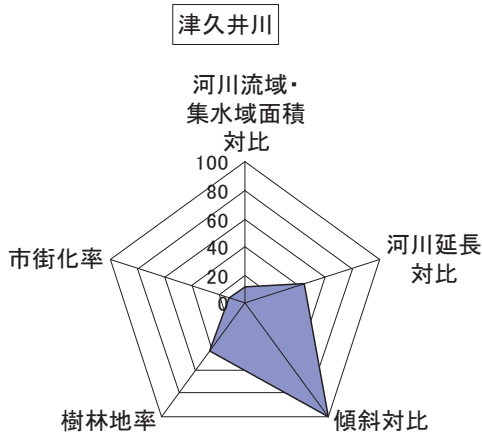 津久井川
河川流域・
集水域面積
対比
100
80
60
40
20
0
市街化率
河川延長
対比
樹林地率
傾斜対比